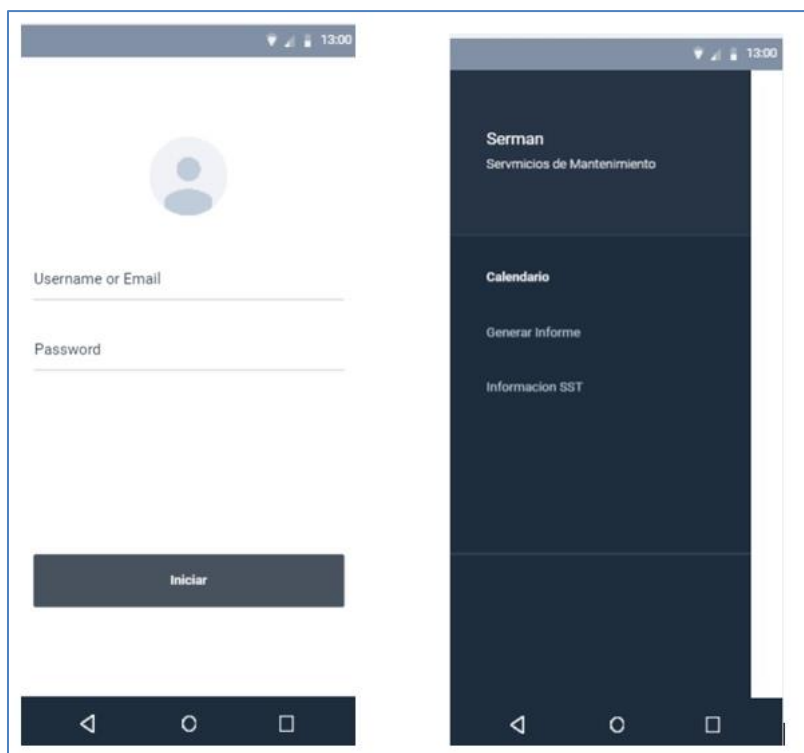 13:00
Username or Email
Password
Iniciar
13:00
Serman
Servmicios de Mantenimiento
Calendario
Generar Informe
Informacion SST